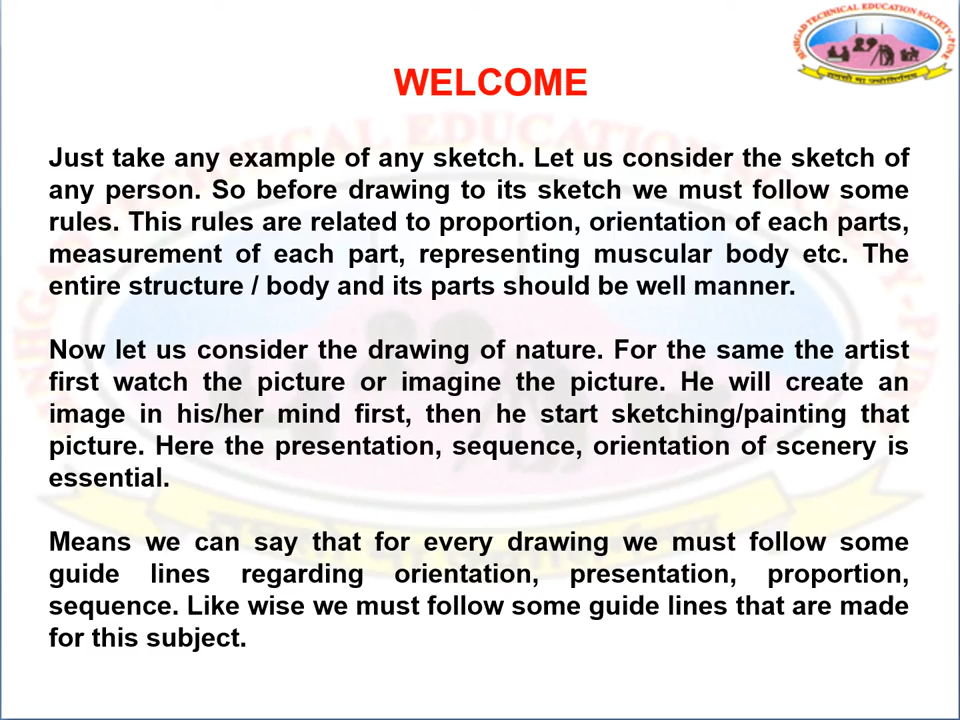 SINHGAD TECHNICAL EDUCATION SOCIETY-PUNE
तमसो मा ज्योतिर्गमय
WELCOME
Just take any example of any sketch. Let us consider the sketch of
any person. So before drawing to its sketch we must follow some
rules. This rules are related to proportion, orientation of each parts,
measurement of each part, representing muscular body etc. The
entire structure / body and its parts should be well manner.
Now let us consider the drawing of nature. For the same the artist
first watch the picture or imagine the picture. He will create an
image in his/her mind first, then he start sketching/painting that
picture. Here the presentation, sequence, orientation of scenery is
essential.
Means we can say that for every drawing we must follow some
guide lines regarding orientation, presentation, proportion,
sequence. Like wise we must follow some guide lines that are made
for this subject.